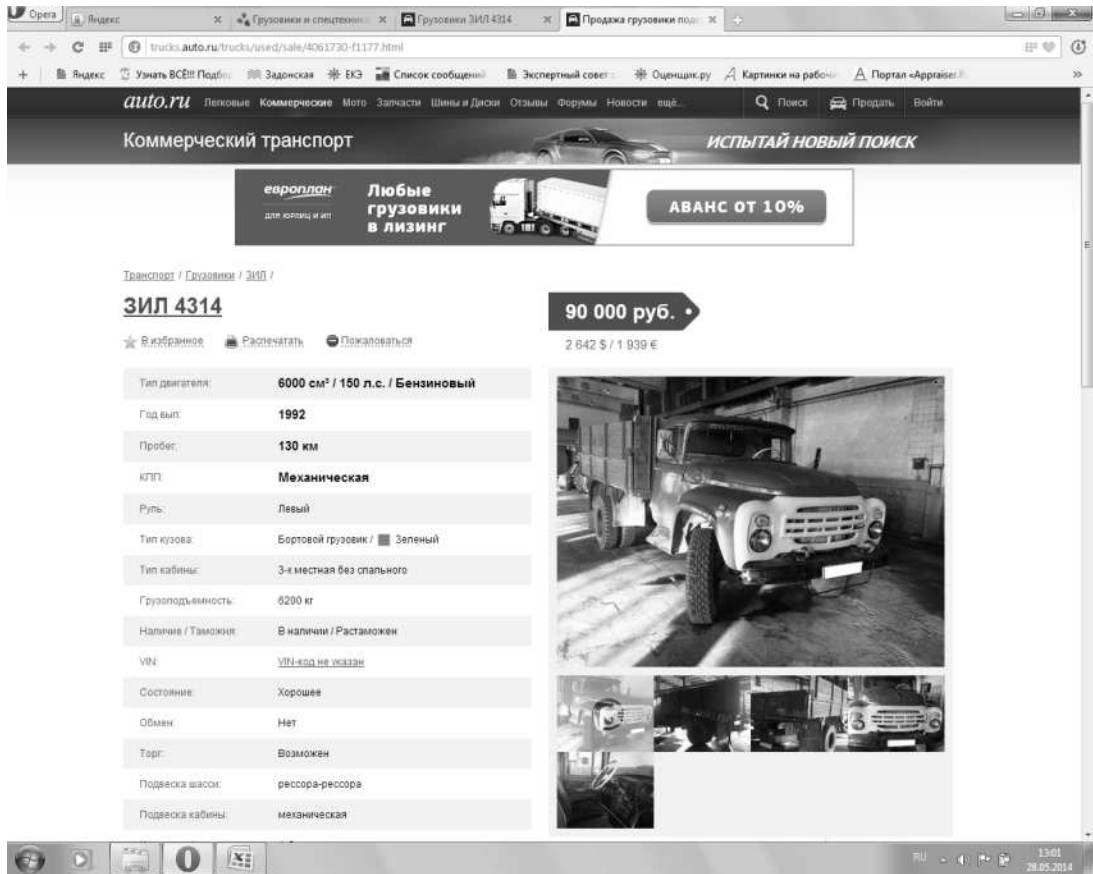 Opera
Яндекс
Грузовики и спецтехник
Грузовики ЗИЛ 4314
Продажа грузовики под
trucks.auto.ru/trucks/used/sale/4061730-f1177.html
Яндекс
Узнать ВСЁ!!! Подбо
Задонская
ЕКЭ
Список сообщений
Экспертный совет
Оценщик.ру
Картинки на рабоч
Портал «Appraiser.
auto.ru Легковые Коммерческие Мото Запчасти Шины и Диски Отзывы Форумы Новости ещё... Поиск Продать Войти
Коммерческий транспорт
ИСПЫТАЙ НОВЫЙ ПОИСК
европлан
для юрлиц и ип
Любые
грузовики
в лизинг
АВАНС ОТ 10%
Транспорт / Грузовики / ЗИЛ /
ЗИЛ 4314
90 000 руб.
В избранное Распечатать Пожаловаться
2 642 $ / 1 939 €
Тип двигателя: 6000 см³ / 150 л.с. / Бензиновый
Год вып: 1992
Пробег: 130 км
КПП: Механическая
Руль: Левый
Тип кузова: Бортовой грузовик / Зеленый
Тип кабины: 3-х местная без спального
Грузоподъемность: 6200 кг
Наличие / Таможня: В наличии / Растаможен
VIN: VIN-код не указан
Состояние: Хорошее
Обмен: Нет
Торг: Возможен
Подвеска шасси: рессора-рессора
Подвеска кабины: механическая
RU
13:01
28.05.2014